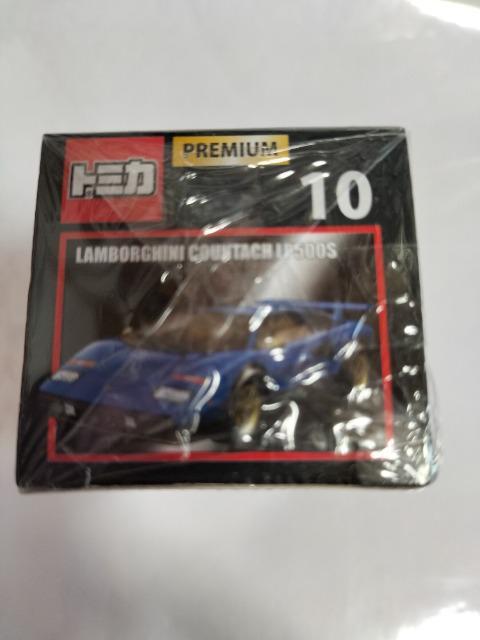 トミカ
PREMIUM
10
LAMBORGHINI COUNTACH LP500S